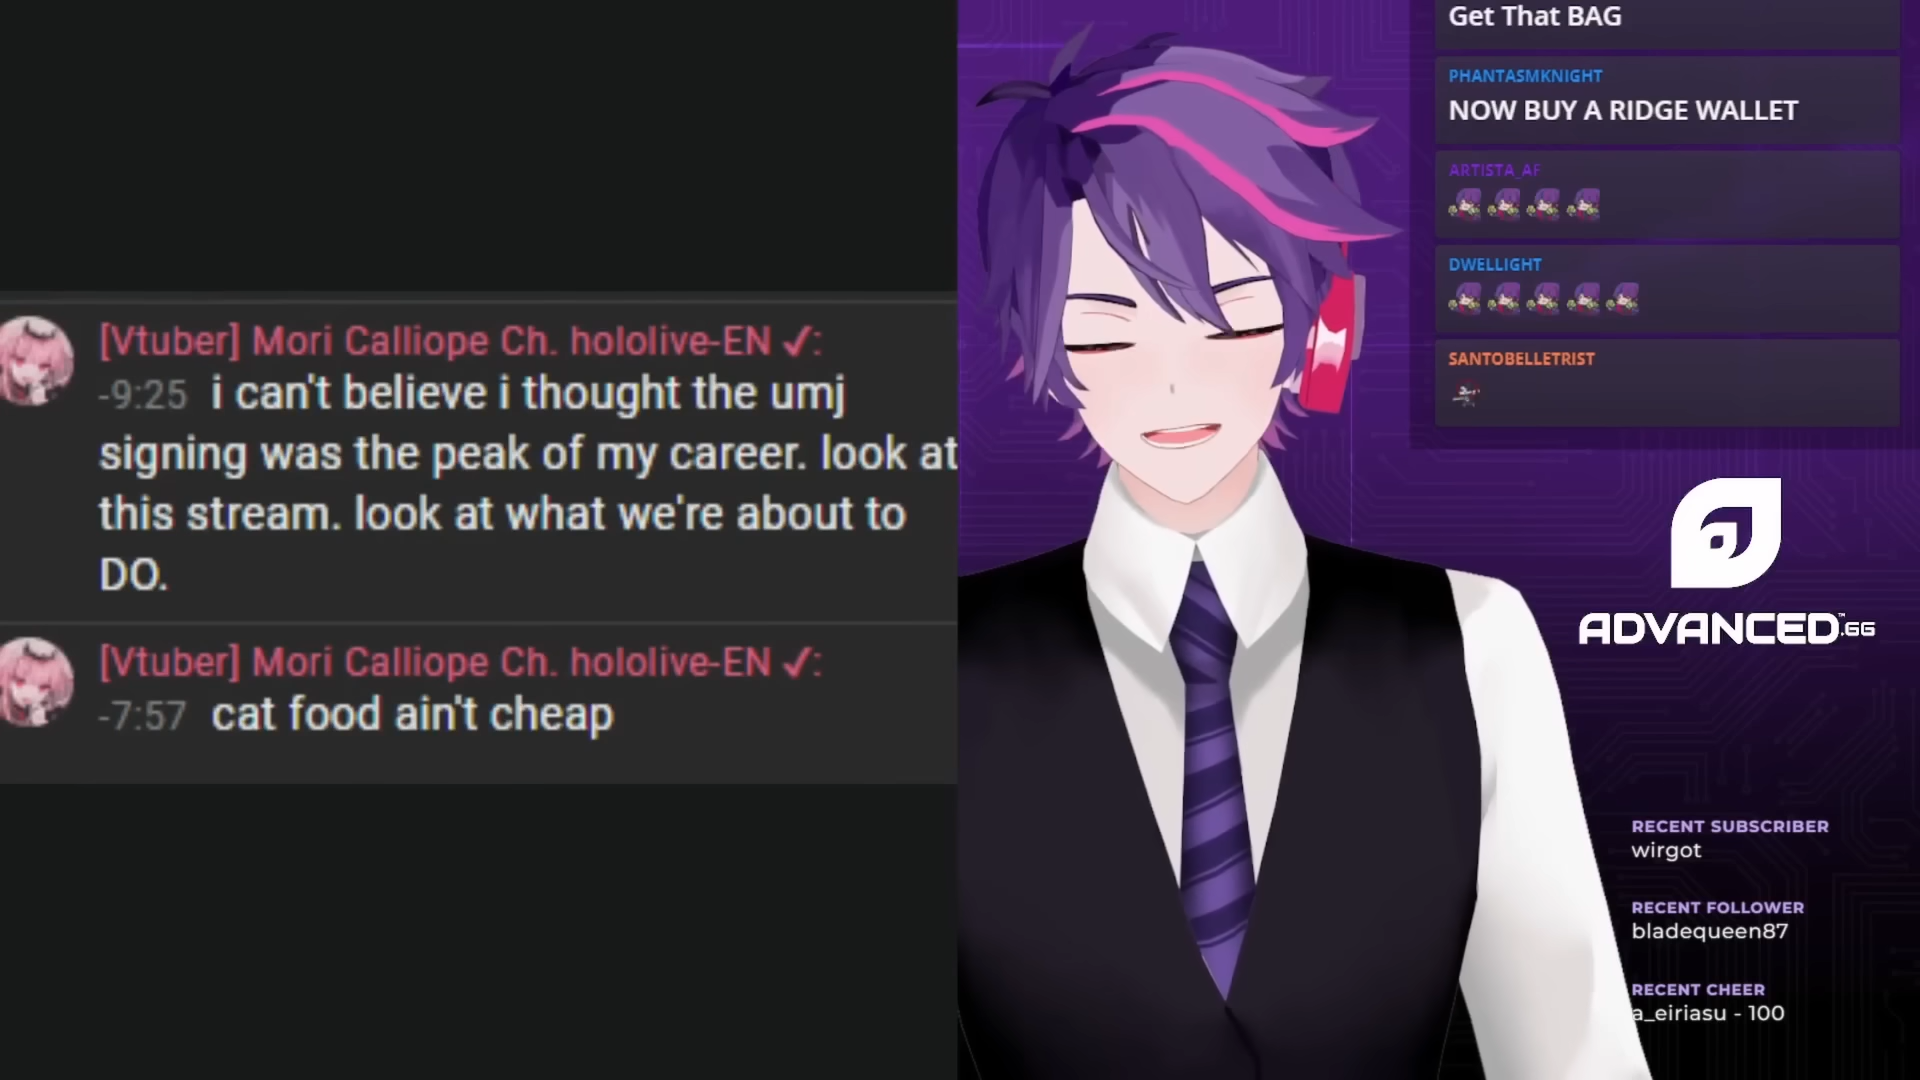 [Vtuber] Mori Calliope Ch. hololive-EN ✓:
-9:25 i can't believe i thought the umj
signing was the peak of my career. look at
this stream. look at what we're about to
DO.
[Vtuber] Mori Calliope Ch. hololive-EN ✓:
-7:57 cat food ain't cheap
Get That BAG
PHANTASMKNIGHT
NOW BUY A RIDGE WALLET
ARTISTA_AF
DWELLIGHT
SANTOBELLETRIST
ADVANCED™.GG
RECENT SUBSCRIBER
wirgot
RECENT FOLLOWER
bladequeen87
RECENT CHEER
a_eiriasu - 100